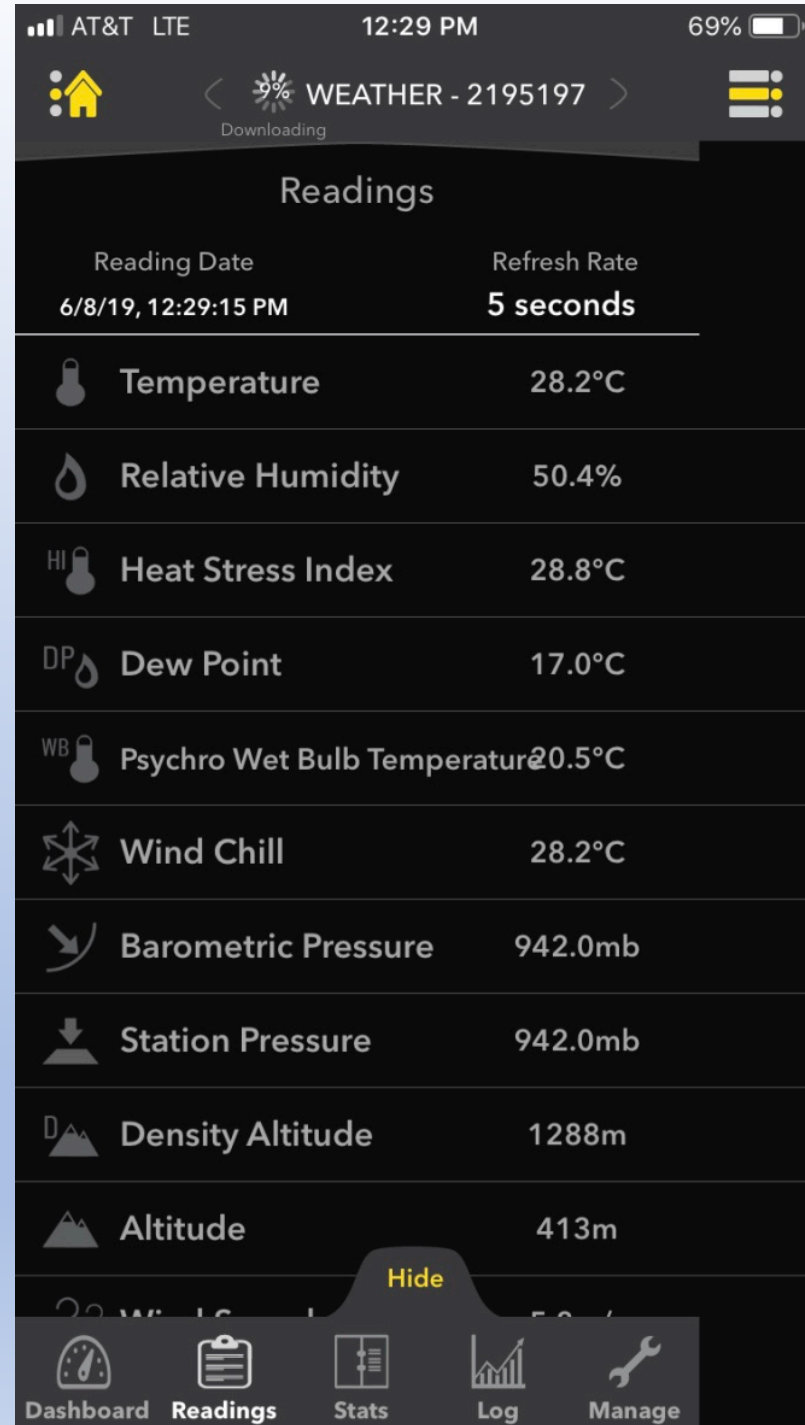 AT&T LTE 12:29 PM 69%
9% WEATHER - 2195197
Downloading
Readings
Reading Date Refresh Rate
6/8/19, 12:29:15 PM 5 seconds
Temperature 28.2°C
Relative Humidity 50.4%
HI Heat Stress Index 28.8°C
DP Dew Point 17.0°C
WB Psychro Wet Bulb Temperature 20.5°C
Wind Chill 28.2°C
Barometric Pressure 942.0mb
Station Pressure 942.0mb
D Density Altitude 1288m
Altitude 413m
Hide
Dashboard Readings Stats Log Manage